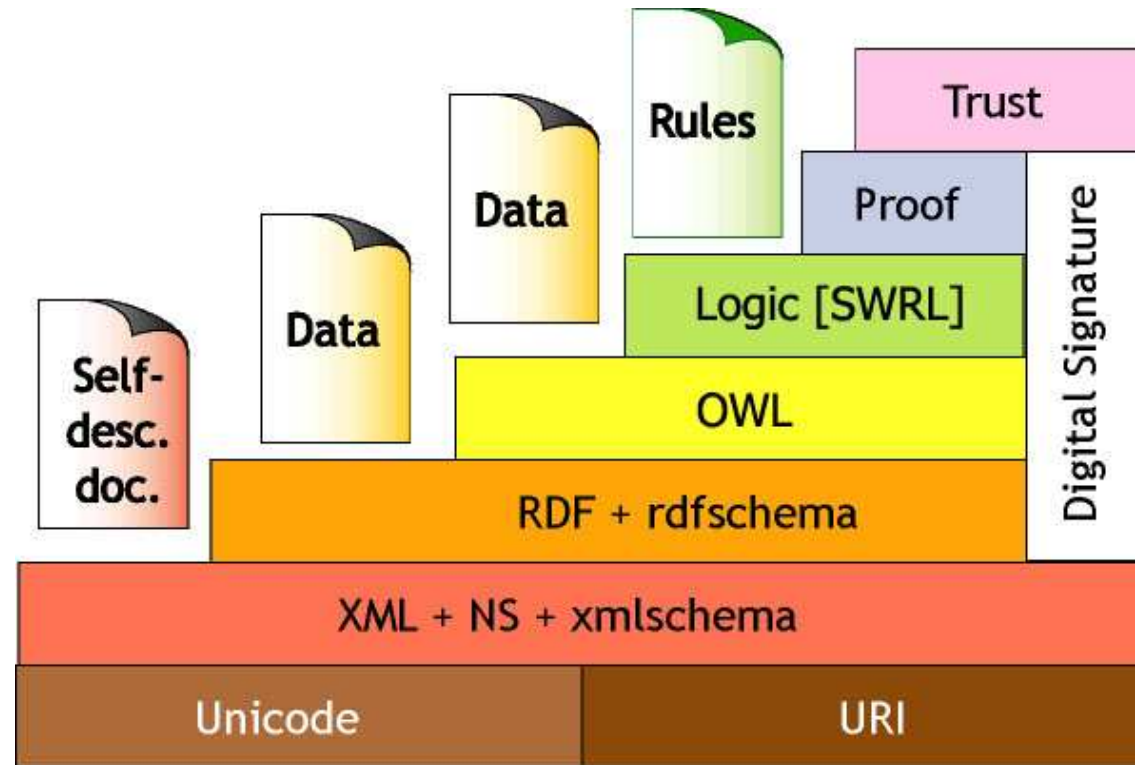 Rules
Trust
Data
Proof
Data
Logic [SWRL]
Self-
desc.
doc.
OWL
Digital Signature
RDF + rdfschema
XML + NS + xmlschema
Unicode
URI